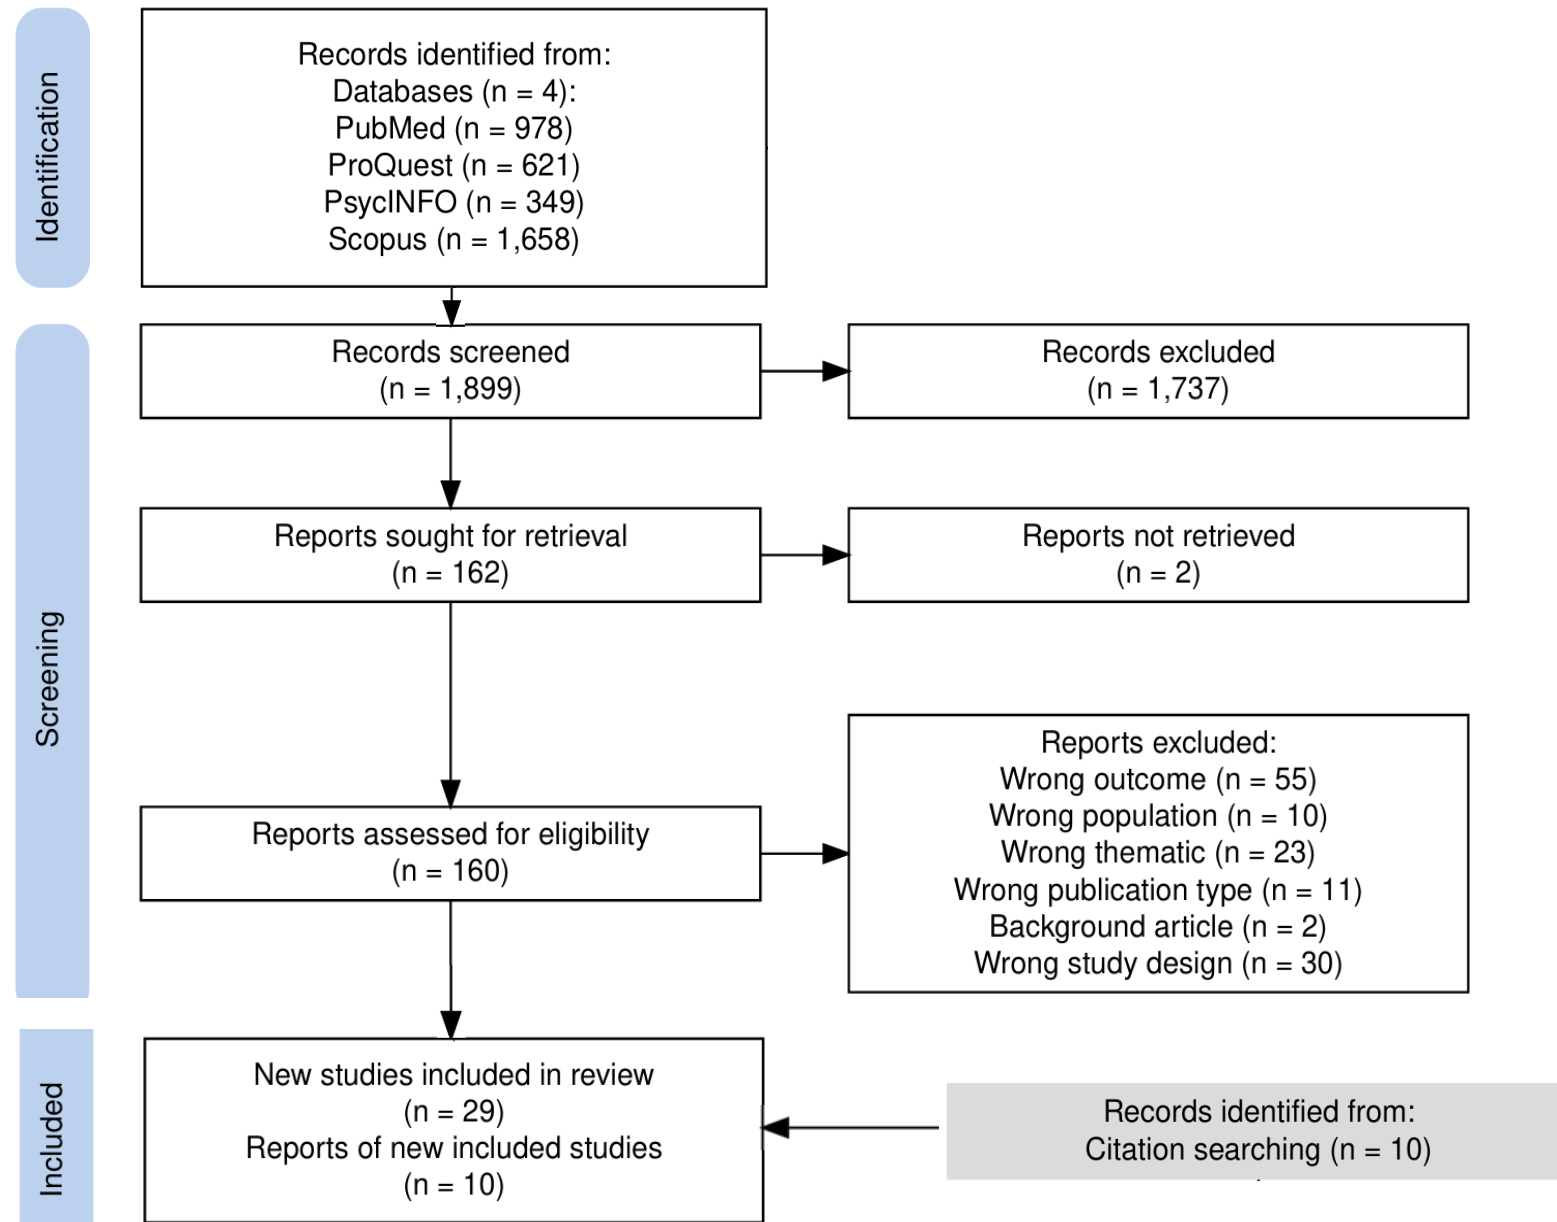 Identification
Records identified from:
Databases (n = 4):
PubMed (n = 978)
ProQuest (n = 621)
PsycINFO (n = 349)
Scopus (n = 1,658)
Screening
Records screened
(n = 1,899)
Records excluded
(n = 1,737)
Reports sought for retrieval
(n = 162)
Reports not retrieved
(n = 2)
Reports assessed for eligibility
(n = 160)
Reports excluded:
Wrong outcome (n = 55)
Wrong population (n = 10)
Wrong thematic (n = 23)
Wrong publication type (n = 11)
Background article (n = 2)
Wrong study design (n = 30)
Included
New studies included in review
(n = 29)
Reports of new included studies
(n = 10)
Records identified from:
Citation searching (n = 10)